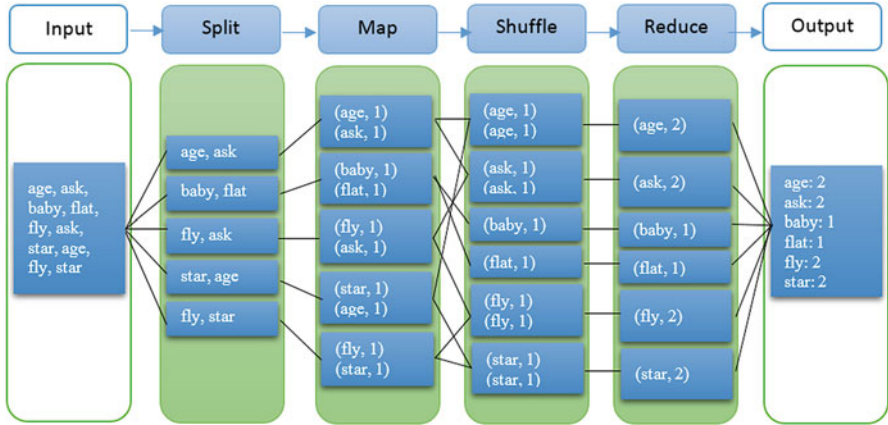 Input
Split
Map
Shuffle
Reduce
Output
age, ask,
baby, flat,
fly, ask,
star, age,
fly, star
age, ask
baby, flat
fly, ask
star, age
fly, star
(age, 1)
(ask, 1)
(baby, 1)
(flat, 1)
(fly, 1)
(ask, 1)
(star, 1)
(age, 1)
(fly, 1)
(star, 1)
(age, 1)
(age, 1)
(ask, 1)
(ask, 1)
(baby, 1)
(flat, 1)
(fly, 1)
(fly, 1)
(star, 1)
(star, 1)
(age, 2)
(ask, 2)
(baby, 1)
(flat, 1)
(fly, 2)
(star, 2)
age: 2
ask: 2
baby: 1
flat: 1
fly: 2
star: 2